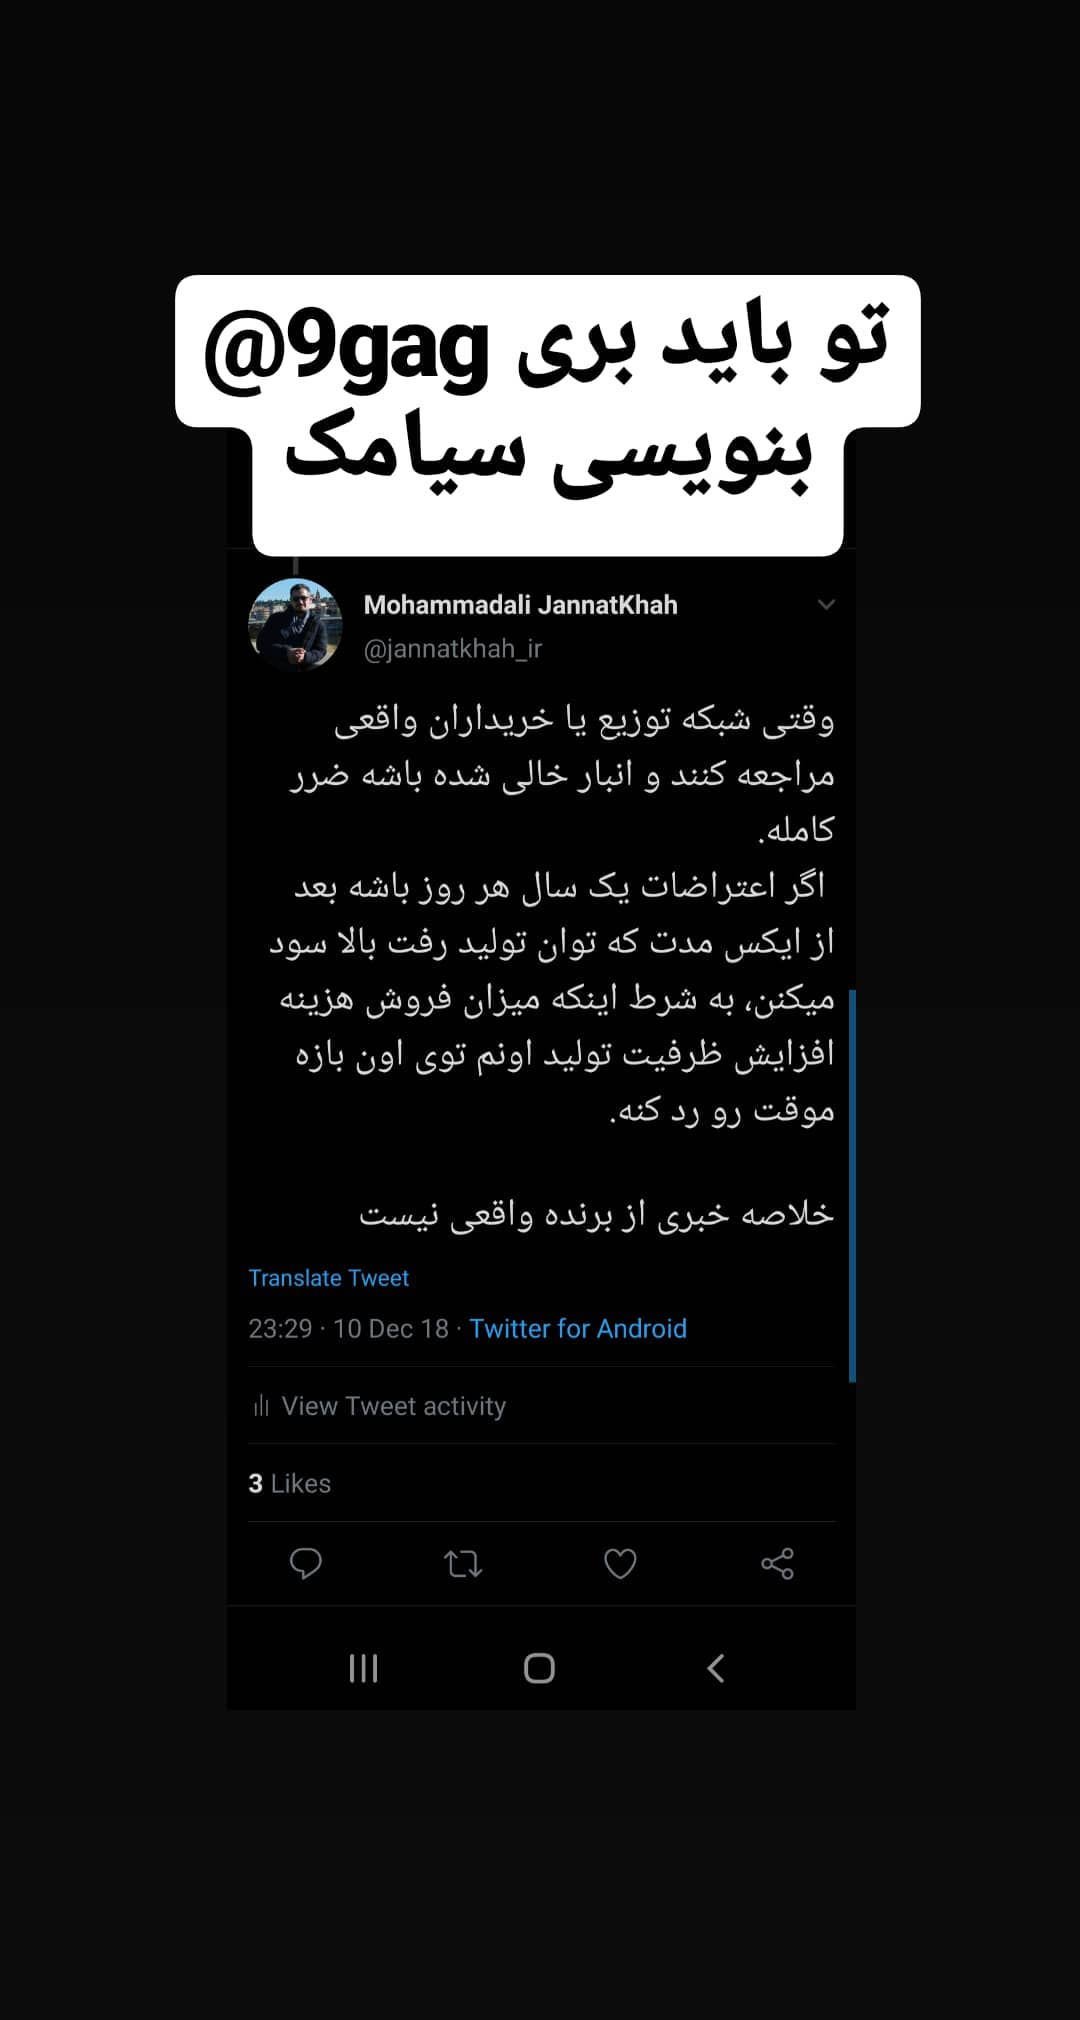 تو باید بری @9gag
بنویسی سیامک
Mohammadali JannatKhah
@jannatkhah_ir
وقتی شبکه توزیع یا خریداران واقعی
مراجعه کنند و انبار خالی شده باشه ضرر
کامله.
اگر اعتراضات یک سال هر روز باشه بعد
از ایکس مدت که توان تولید رفت بالا سود
میکنن، به شرط اینکه میزان فروش هزینه
افزایش ظرفیت تولید اونم توی اون بازه
موقت رو رد کنه.
خلاصه خبری از برنده واقعی نیست
Translate Tweet
23:29 · 10 Dec 18 · Twitter for Android
View Tweet activity
3 Likes